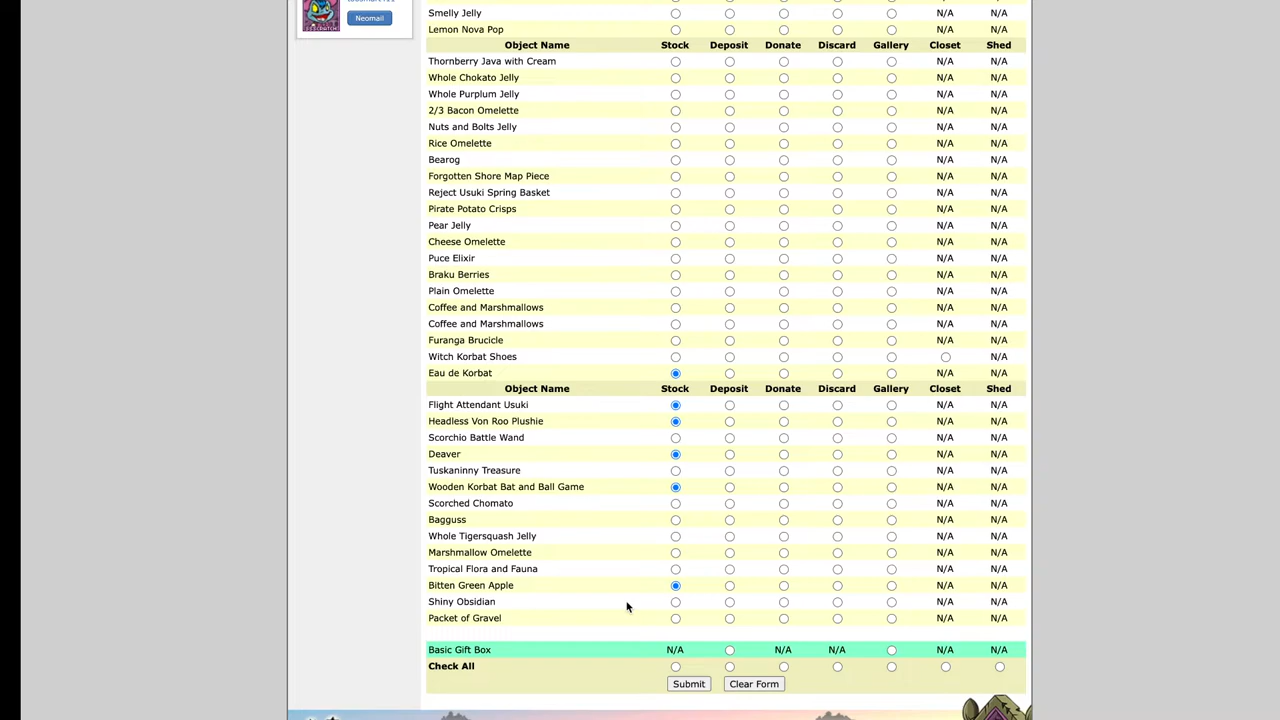 Neomail
Smelly Jelly N/A N/A
Lemon Nova Pop N/A N/A
Object Name Stock Deposit Donate Discard Gallery Closet Shed
Thornberry Java with Cream N/A N/A
Whole Chokato Jelly N/A N/A
Whole Purplum Jelly N/A N/A
2/3 Bacon Omelette N/A N/A
Nuts and Bolts Jelly N/A N/A
Rice Omelette N/A N/A
Bearog N/A N/A
Forgotten Shore Map Piece N/A N/A
Reject Usuki Spring Basket N/A N/A
Pirate Potato Crisps N/A N/A
Pear Jelly N/A N/A
Cheese Omelette N/A N/A
Puce Elixir N/A N/A
Braku Berries N/A N/A
Plain Omelette N/A N/A
Coffee and Marshmallows N/A N/A
Coffee and Marshmallows N/A N/A
Furanga Brucicle N/A N/A
Witch Korbat Shoes N/A
Eau de Korbat N/A N/A
Object Name Stock Deposit Donate Discard Gallery Closet Shed
Flight Attendant Usuki N/A N/A
Headless Von Roo Plushie N/A N/A
Scorchio Battle Wand N/A N/A
Deaver N/A N/A
Tuskaninny Treasure N/A N/A
Wooden Korbat Bat and Ball Game N/A N/A
Scorched Chomato N/A N/A
Bagguss N/A N/A
Whole Tigersquash Jelly N/A N/A
Marshmallow Omelette N/A N/A
Tropical Flora and Fauna N/A N/A
Bitten Green Apple N/A N/A
Shiny Obsidian N/A N/A
Packet of Gravel N/A N/A
Basic Gift Box N/A N/A N/A N/A N/A
Check All
Submit Clear Form